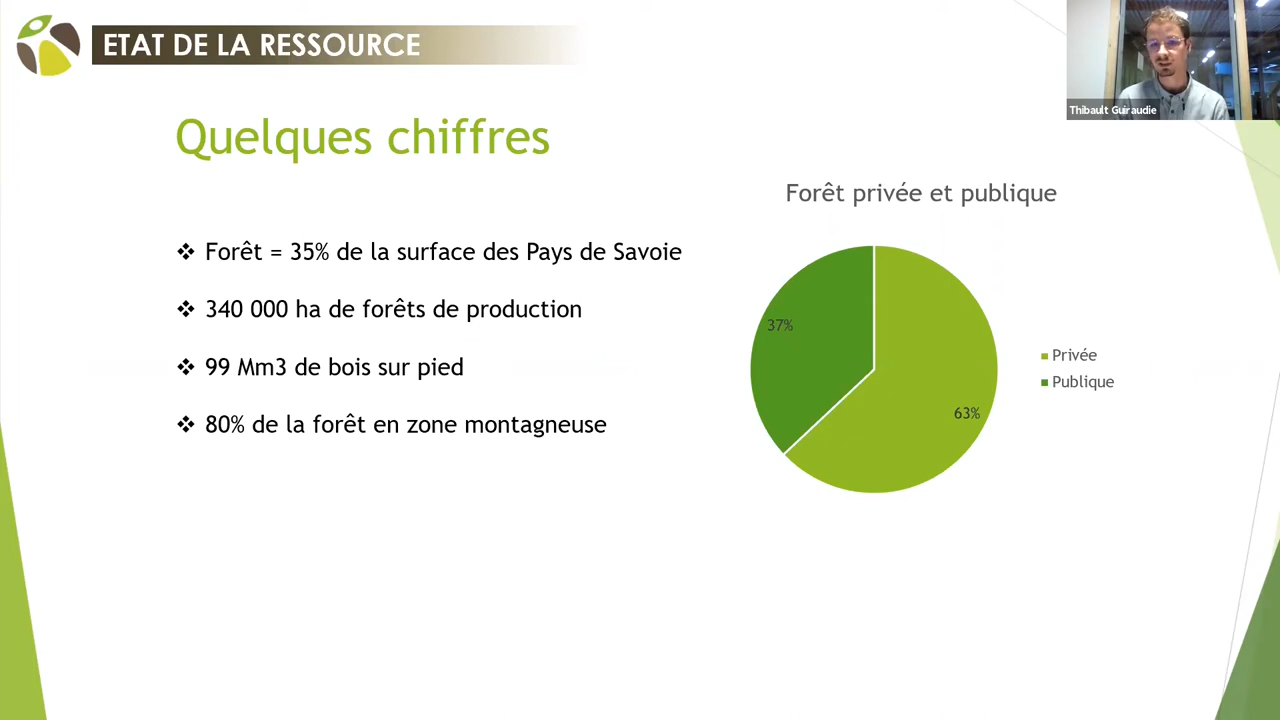 ETAT DE LA RESSOURCE
Thibault Guiraudie
Quelques chiffres
❖ Forêt = 35% de la surface des Pays de Savoie
❖ 340 000 ha de forêts de production
❖ 99 Mm3 de bois sur pied
❖ 80% de la forêt en zone montagneuse
Forêt privée et publique
37%
63%
Privée
Publique